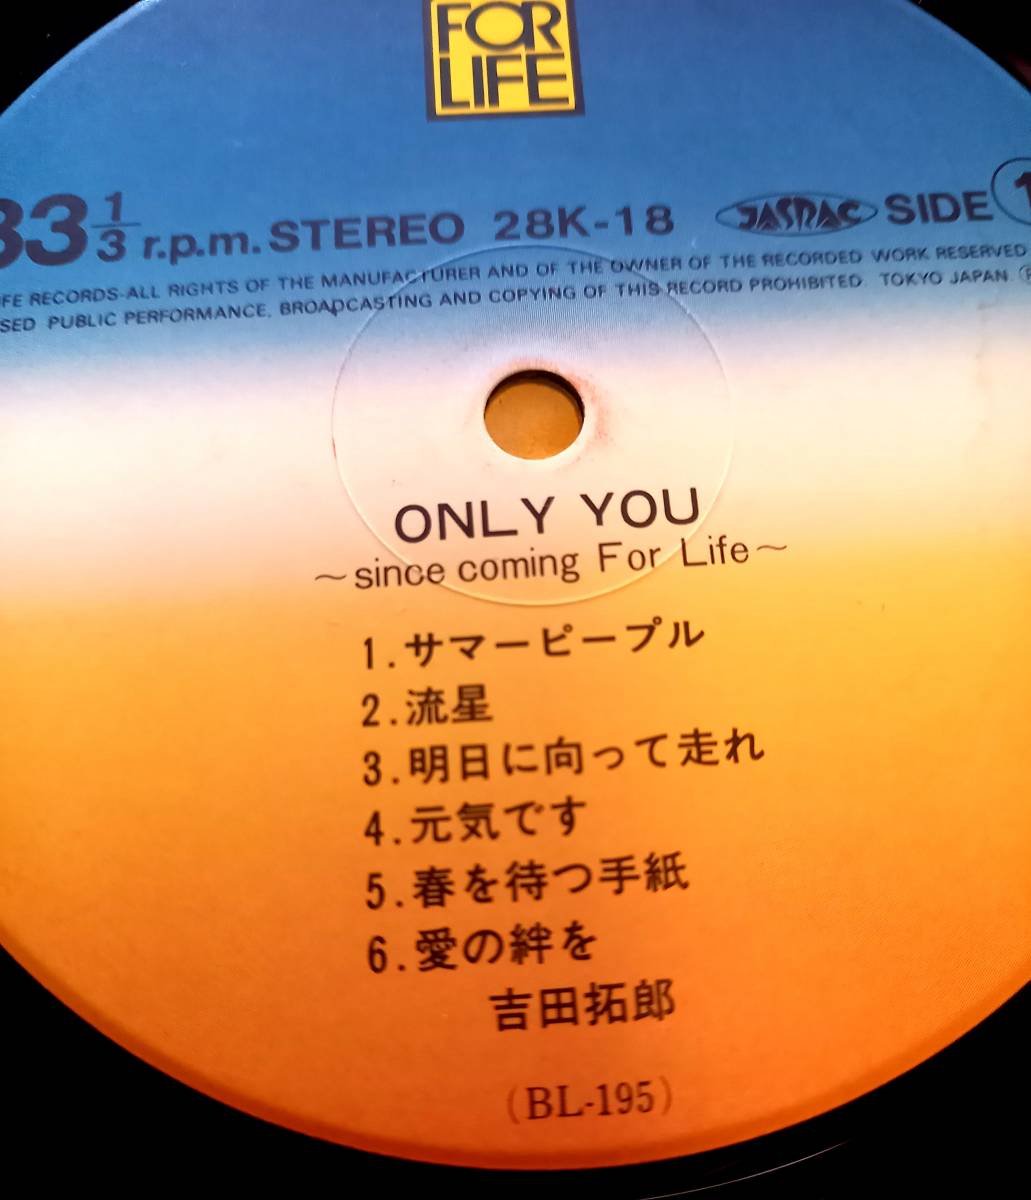 FOR
LIFE
33 1/3 r.p.m. STEREO 28K-18 JASRAC SIDE 1
RECORDS-ALL RIGHTS OF THE MANUFACTURER AND OF THE OWNER OF THE RECORDED WORK RESERVED
PUBLIC PERFORMANCE, BROADCASTING AND COPYING OF THIS RECORD PROHIBITED. TOKYO JAPAN Ⓟ
ONLY YOU
~since coming For Life~
1.サマーピープル
2.流星
3.明日に向って走れ
4.元気です
5.春を待つ手紙
6.愛の絆を
吉田拓郎
(BL-195)